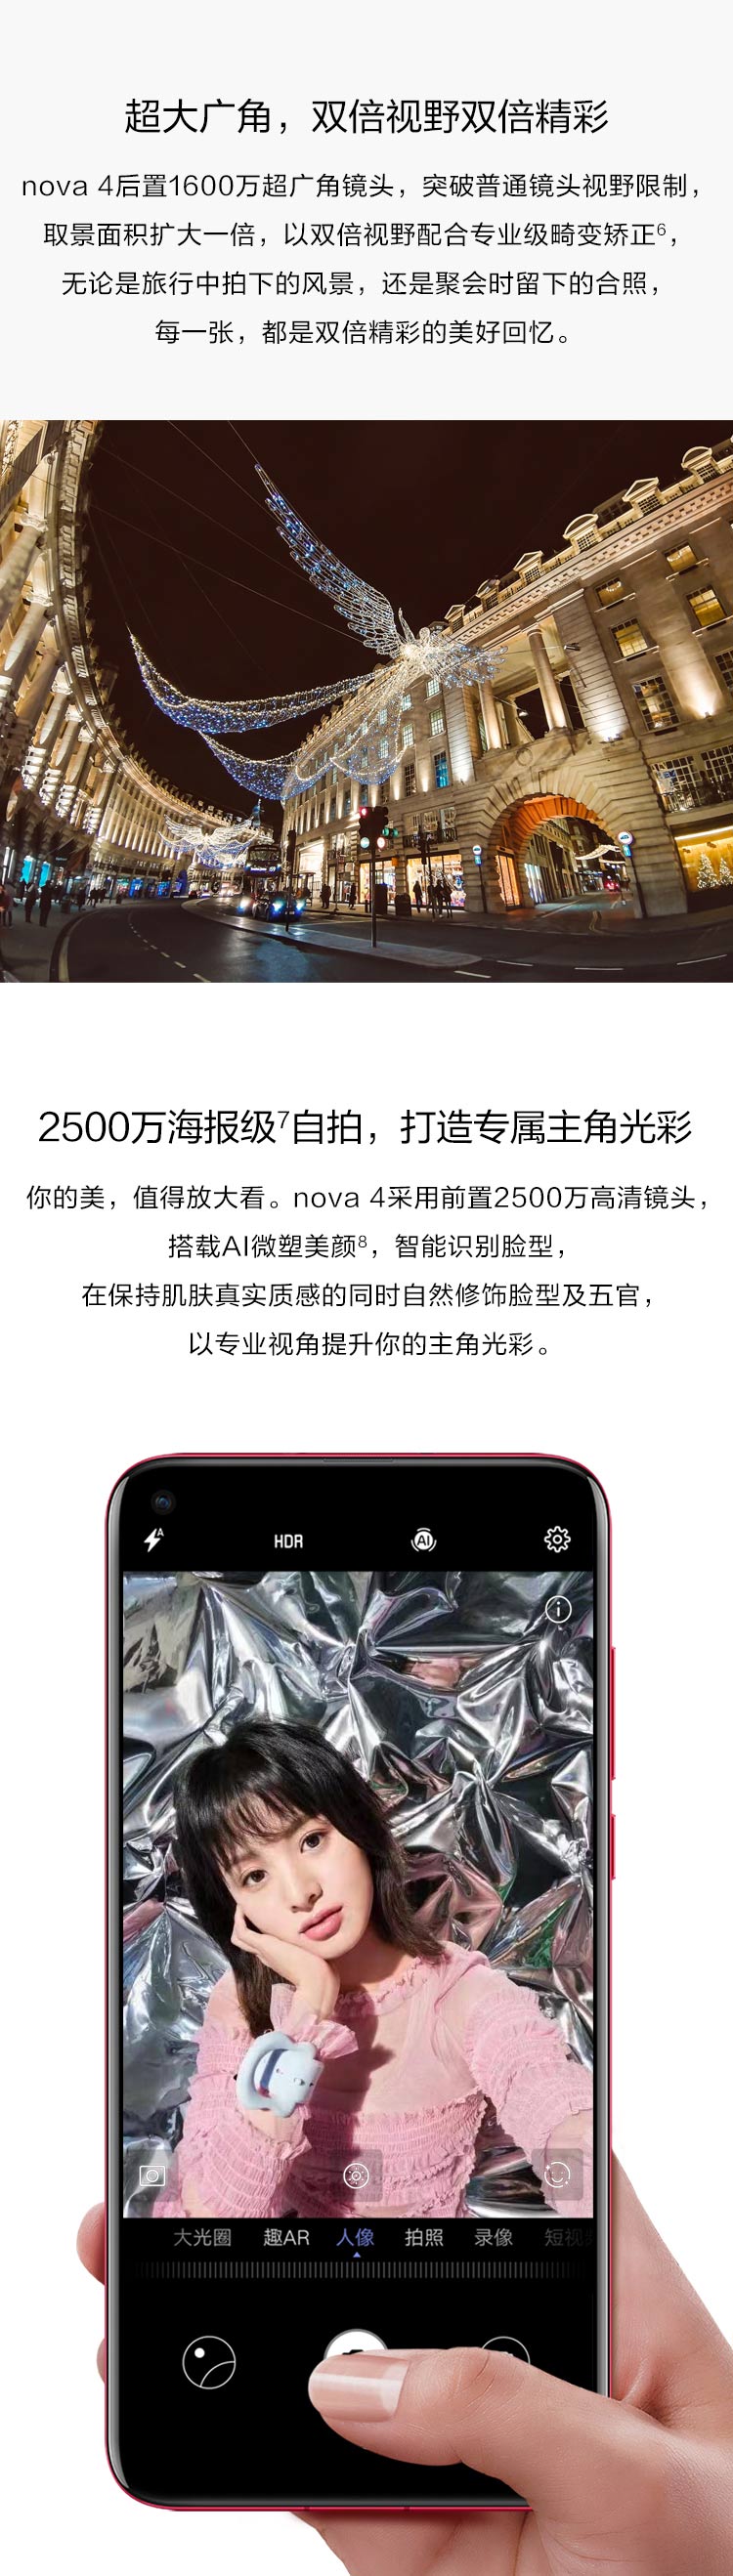 超大广角，双倍视野双倍精彩
nova 4后置1600万超广角镜头，突破普通镜头视野限制，
取景面积扩大一倍，以双倍视野配合专业级畸变矫正6，
无论是旅行中拍下的风景，还是聚会时留下的合照，
每一张，都是双倍精彩的美好回忆。
2500万海报级7自拍，打造专属主角光彩
你的美，值得放大看。nova 4采用前置2500万高清镜头，
搭载AI微塑美颜8，智能识别脸型，
在保持肌肤真实质感的同时自然修饰脸型及五官，
以专业视角提升你的主角光彩。
A HDR AI
大光圈 趣AR 人像 拍照 录像 短视